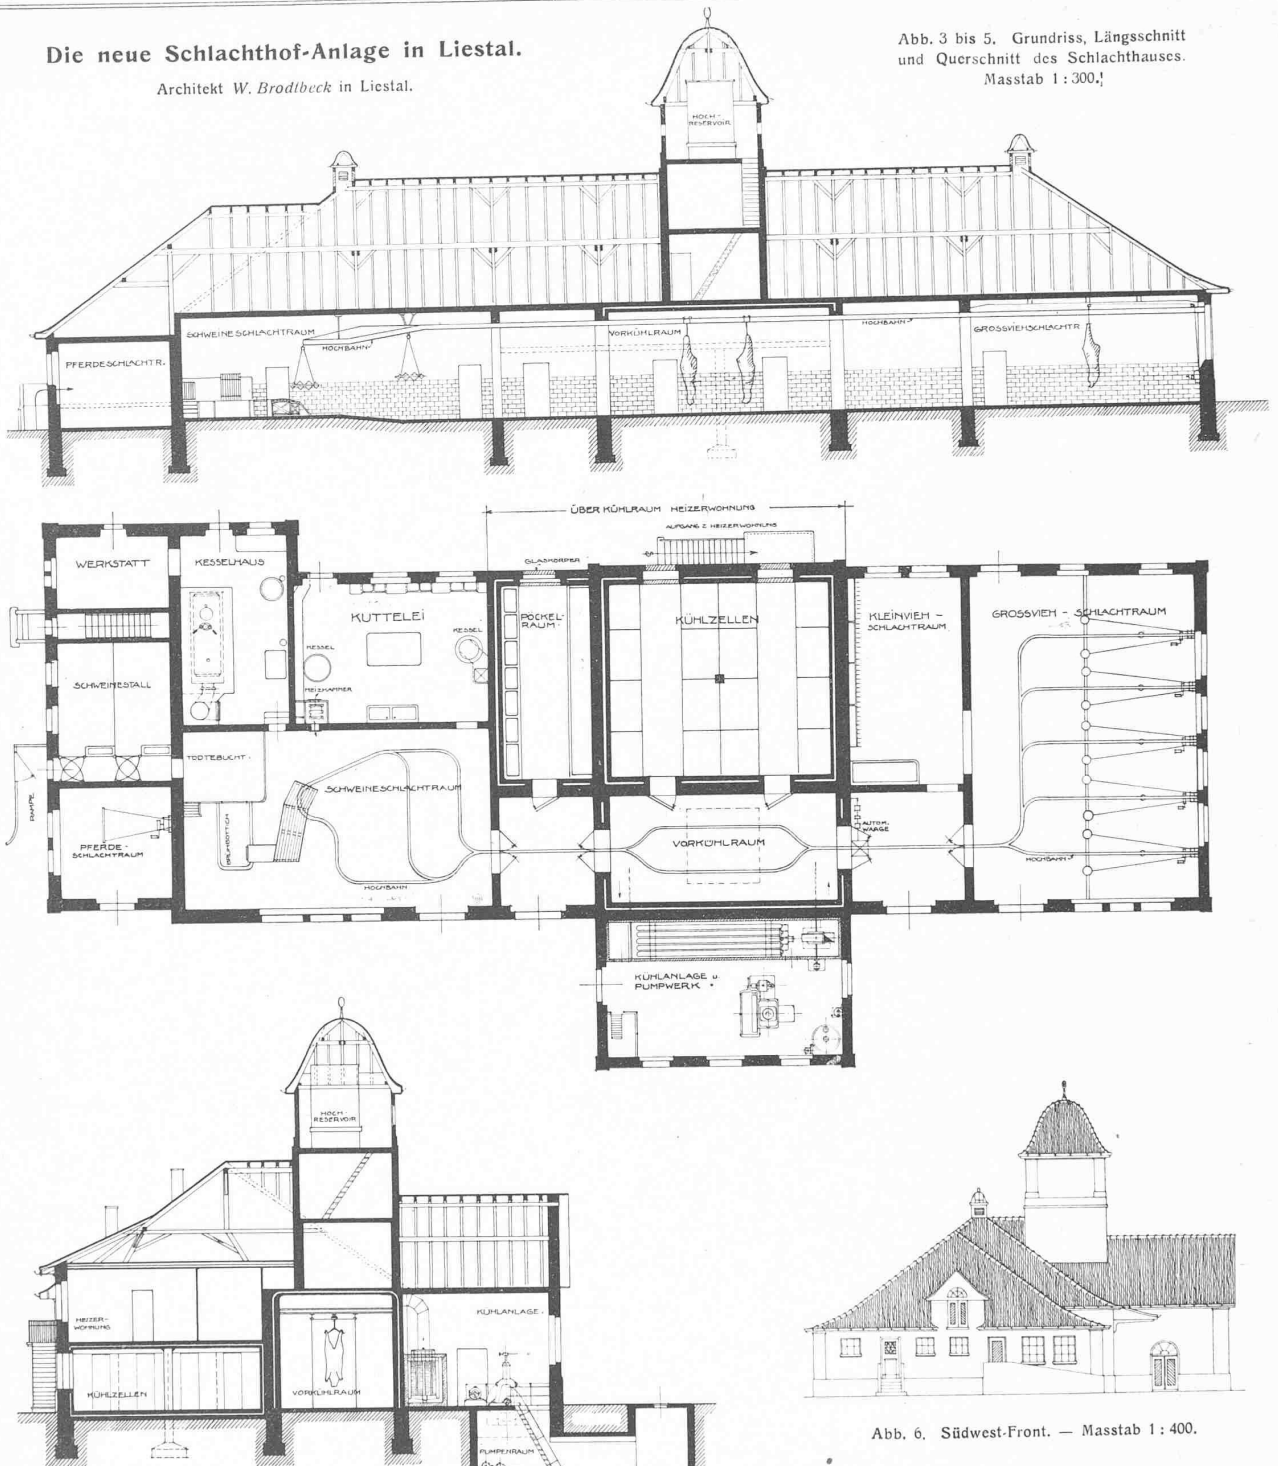 Die neue Schlachthof-Anlage in Liestal.
Architekt W. Brodtbeck in Liestal.
Abb. 3 bis 5. Grundriss, Längsschnitt
und Querschnitt des Schlachthauses.
Masstab 1 : 300.
HOCH-
RESERVOIR
SCHWEINESCHLACHTRAUM
HOCHBAHN
VORKÜHLRAUM
HOCHBAHN
GROSSVIEHSCHLACHTR
PFERDESCHLACHTR.
ÜBER KÜHLRAUM HEIZERWOHNUNG
AUFGANG Z. HEIZERWOHNUNG
GLASKÖRPER
WERKSTATT
KESSELHAUS
KUTTELEI
KESSEL
KESSEL
HEIZKAMMER
PÖCKEL-
RAUM
KÜHLZELLEN
KLEINVIEH-
SCHLACHTRAUM
GROSSVIEH-SCHLACHTRAUM
SCHWEINESTALL
TODTEBUCHT
SCHWEINESCHLACHTRAUM
BRÜHBOTTICH
RAMPE
PFERDE-
SCHLACHTRAUM
HOCHBAHN
VORKÜHLRAUM
AUTOM.
WAAGE
HOCHBAHN
KÜHLANLAGE u.
PUMPWERK
HOCH-
RESERVOIR
HEIZER-
WOHNUNG
KÜHLZELLEN
VORKÜHLRAUM
KÜHLANLAGE.
PUMPENRAUM
Abb. 6. Südwest-Front. — Masstab 1 : 400.